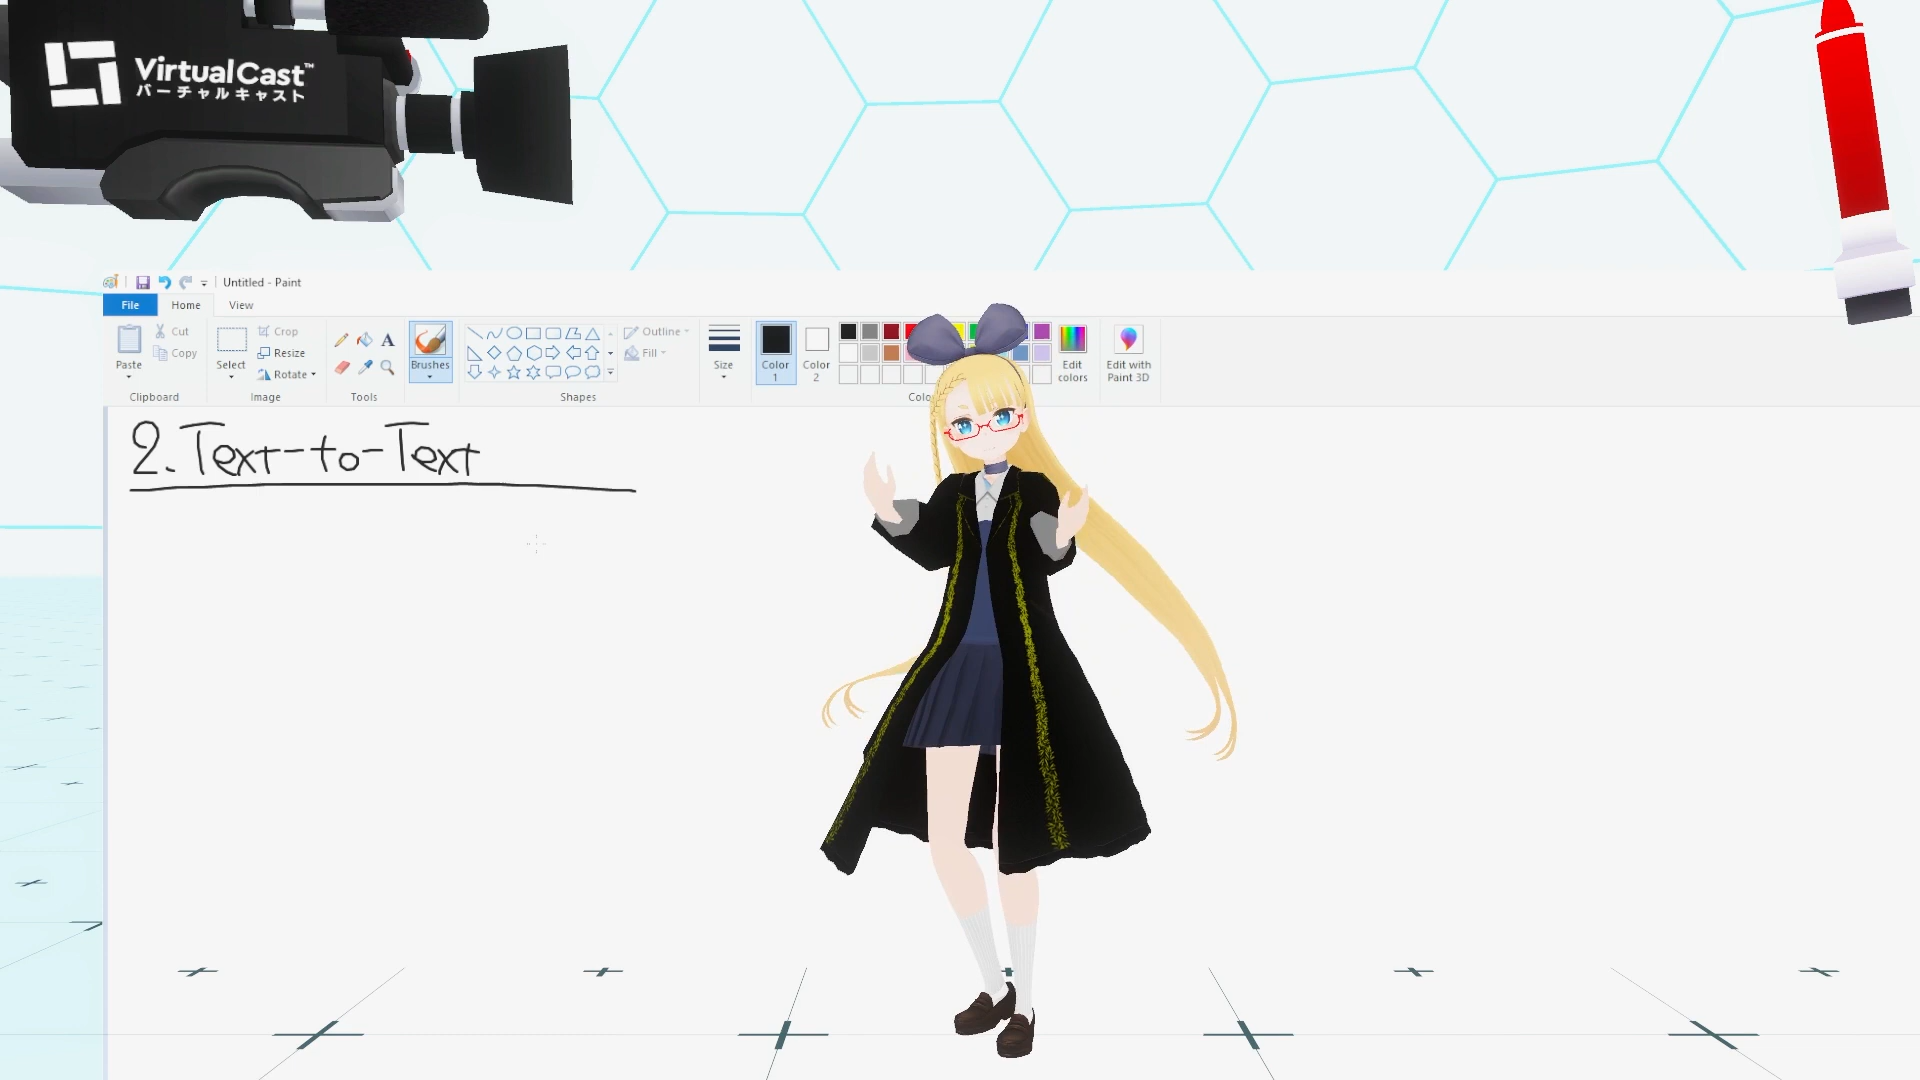 VirtualCast™
バーチャルキャスト
Untitled - Paint
File Home View
Paste
Cut
Copy
Clipboard
Select
Crop
Resize
Rotate
Image
A
Tools
Brushes
Shapes
Outline
Fill
Size
Color 1
Color 2
Edit colors
Edit with Paint 3D
2. Text-to-Text